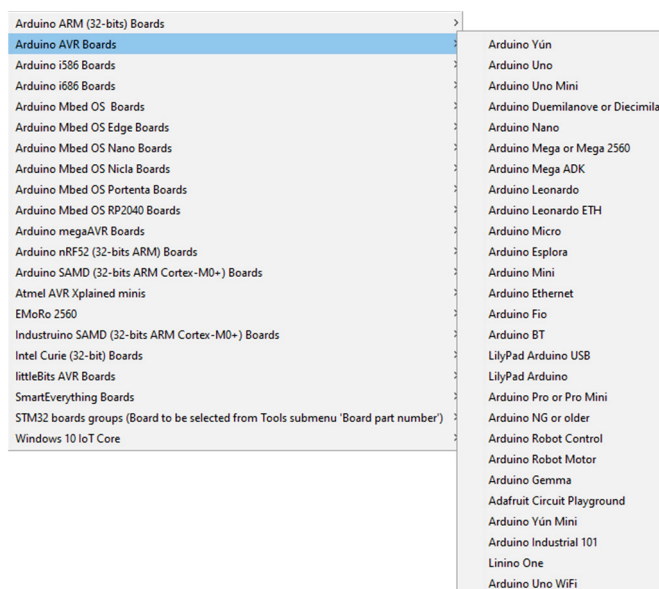 Arduino ARM (32-bits) Boards
Arduino AVR Boards
Arduino i586 Boards
Arduino i686 Boards
Arduino Mbed OS  Boards
Arduino Mbed OS Edge Boards
Arduino Mbed OS Nano Boards
Arduino Mbed OS Nicla Boards
Arduino Mbed OS Portenta Boards
Arduino Mbed OS RP2040 Boards
Arduino megaAVR Boards
Arduino nRF52 (32-bits ARM) Boards
Arduino SAMD (32-bits ARM Cortex-M0+) Boards
Atmel AVR Xplained minis
EMoRo 2560
Industruino SAMD (32-bits ARM Cortex-M0+) Boards
Intel Curie (32-bit) Boards
littleBits AVR Boards
SmartEverything Boards
STM32 boards groups (Board to be selected from Tools submenu 'Board part number')
Windows 10 IoT Core
Arduino Yún
Arduino Uno
Arduino Uno Mini
Arduino Duemilanove or Diecimila
Arduino Nano
Arduino Mega or Mega 2560
Arduino Mega ADK
Arduino Leonardo
Arduino Leonardo ETH
Arduino Micro
Arduino Esplora
Arduino Mini
Arduino Ethernet
Arduino Fio
Arduino BT
LilyPad Arduino USB
LilyPad Arduino
Arduino Pro or Pro Mini
Arduino NG or older
Arduino Robot Control
Arduino Robot Motor
Arduino Gemma
Adafruit Circuit Playground
Arduino Yún Mini
Arduino Industrial 101
Linino One
Arduino Uno WiFi